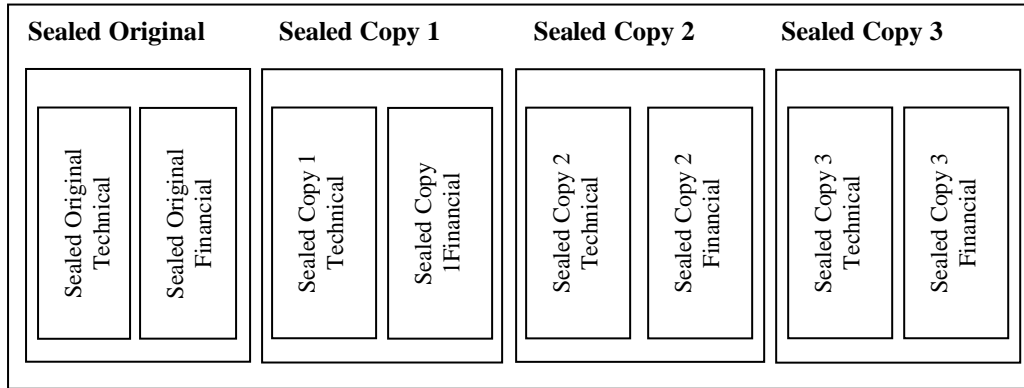 Sealed Original Sealed Copy 1 Sealed Copy 2 Sealed Copy 3
Sealed Original
Technical
Sealed Original
Financial
Sealed Copy 1
Technical
Sealed Copy
1Financial
Sealed Copy 2
Technical
Sealed Copy 2
Financial
Sealed Copy 3
Technical
Sealed Copy 3
Financial